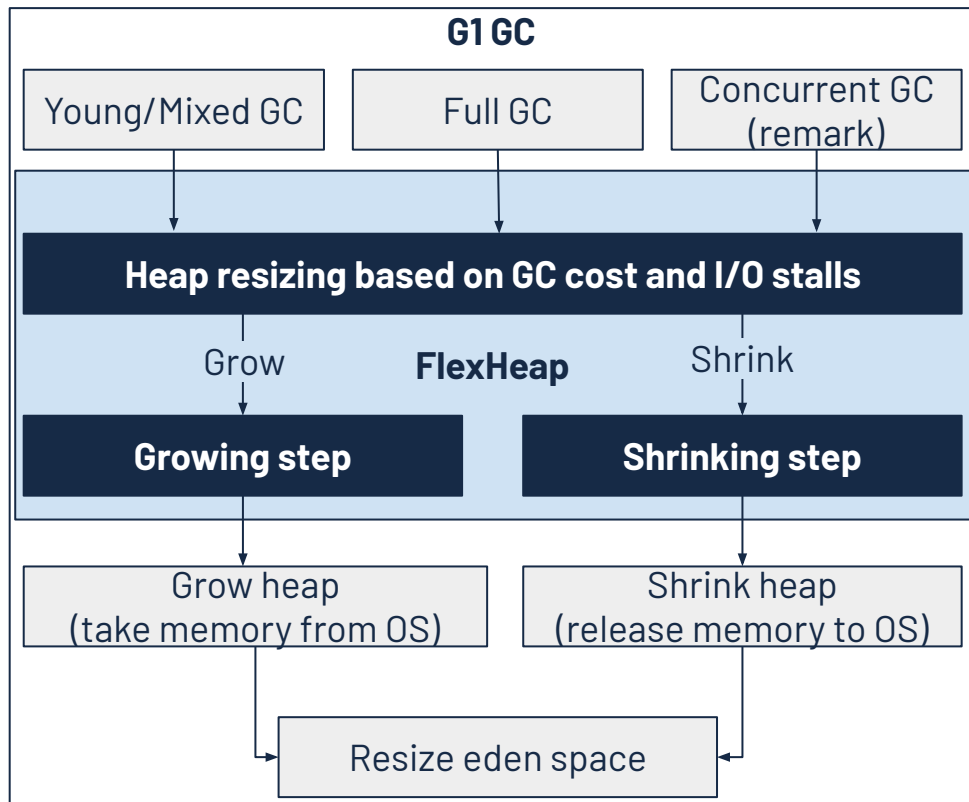 G1 GC
Young/Mixed GC
Full GC
Concurrent GC
(remark)
Heap resizing based on GC cost and I/O stalls
Grow
FlexHeap
Shrink
Growing step
Shrinking step
Grow heap
(take memory from OS)
Shrink heap
(release memory to OS)
Resize eden space